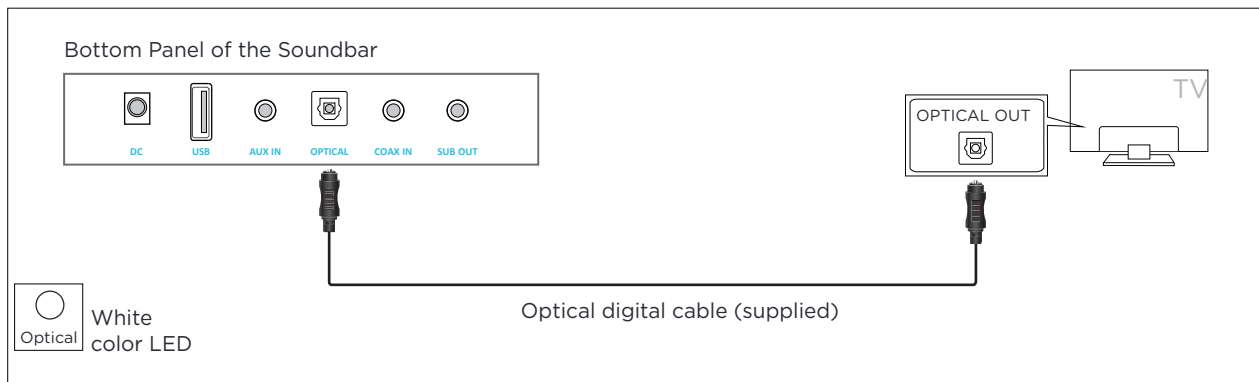 Bottom Panel of the Soundbar
DC USB AUX IN OPTICAL COAX IN SUB OUT
OPTICAL OUT
TV
Optical digital cable (supplied)
Optical
White
color LED